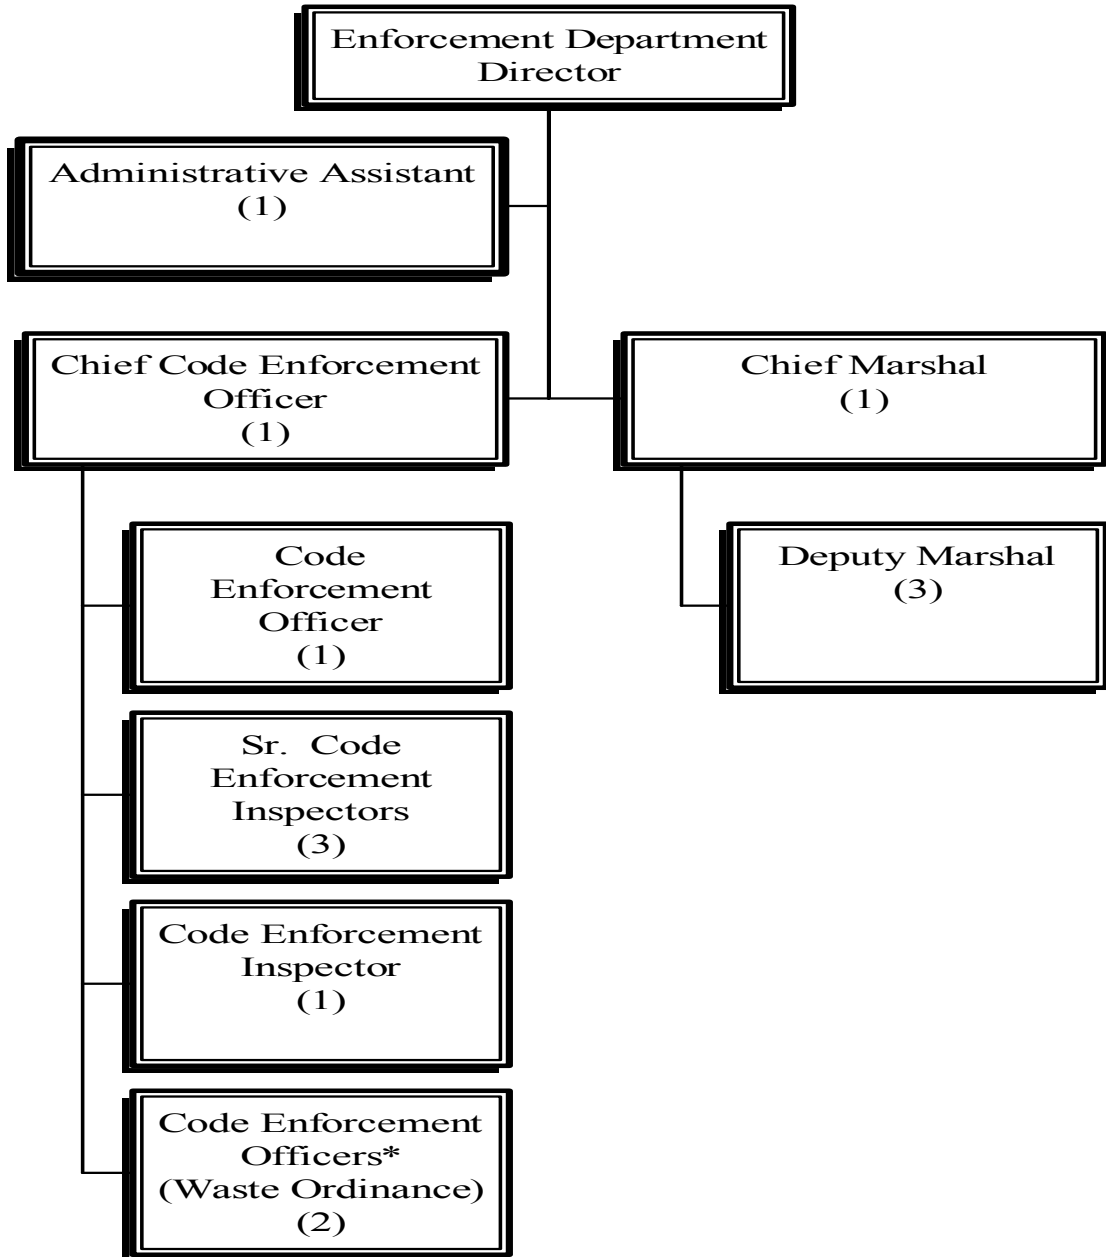 Enforcement Department
Director
Administrative Assistant
(1)
Chief Code Enforcement
Officer
(1)
Chief Marshal
(1)
Code
Enforcement
Officer
(1)
Deputy Marshal
(3)
Sr. Code
Enforcement
Inspectors
(3)
Code Enforcement
Inspector
(1)
Code Enforcement
Officers*
(Waste Ordinance)
(2)